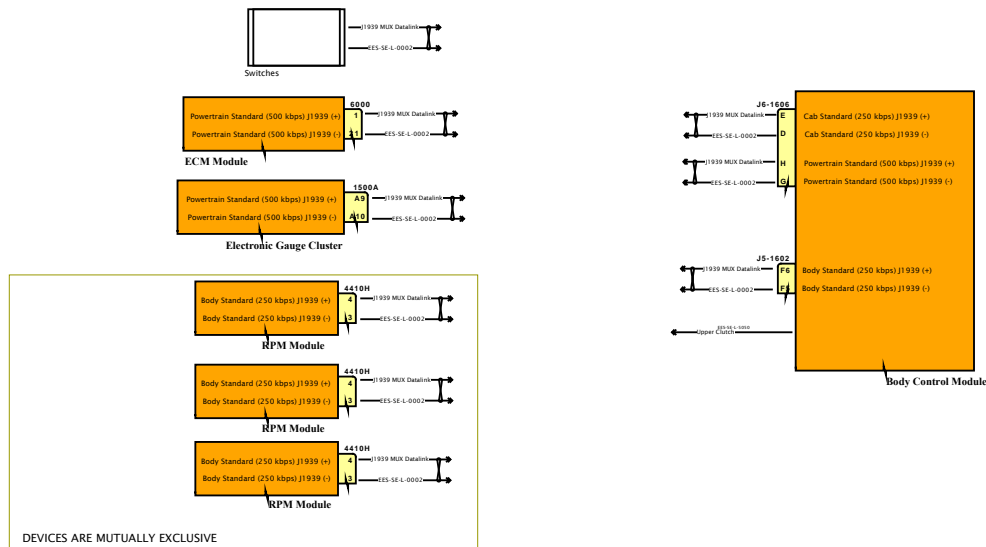 J1939 MUX Datalink
EES-SE-L-0002
Switches
6000
Powertrain Standard (500 kbps) J1939 (+)
1
J1939 MUX Datalink
Powertrain Standard (500 kbps) J1939 (-)
21
EES-SE-L-0002
ECM Module
1500A
Powertrain Standard (500 kbps) J1939 (+)
A9
J1939 MUX Datalink
Powertrain Standard (500 kbps) J1939 (-)
A10
EES-SE-L-0002
Electronic Gauge Cluster
4410H
Body Standard (250 kbps) J1939 (+)
4
J1939 MUX Datalink
Body Standard (250 kbps) J1939 (-)
3
EES-SE-L-0002
RPM Module
4410H
Body Standard (250 kbps) J1939 (+)
4
J1939 MUX Datalink
Body Standard (250 kbps) J1939 (-)
3
EES-SE-L-0002
RPM Module
4410H
Body Standard (250 kbps) J1939 (+)
4
J1939 MUX Datalink
Body Standard (250 kbps) J1939 (-)
3
EES-SE-L-0002
RPM Module
DEVICES ARE MUTUALLY EXCLUSIVE
J6-1606
J1939 MUX Datalink
E
Cab Standard (250 kbps) J1939 (+)
EES-SE-L-0002
D
Cab Standard (250 kbps) J1939 (-)
J1939 MUX Datalink
H
Powertrain Standard (500 kbps) J1939 (+)
EES-SE-L-0002
G
Powertrain Standard (500 kbps) J1939 (-)
J5-1602
J1939 MUX Datalink
F6
Body Standard (250 kbps) J1939 (+)
EES-SE-L-0002
F5
Body Standard (250 kbps) J1939 (-)
EES-SE-L-5050
Upper Clutch
Body Control Module